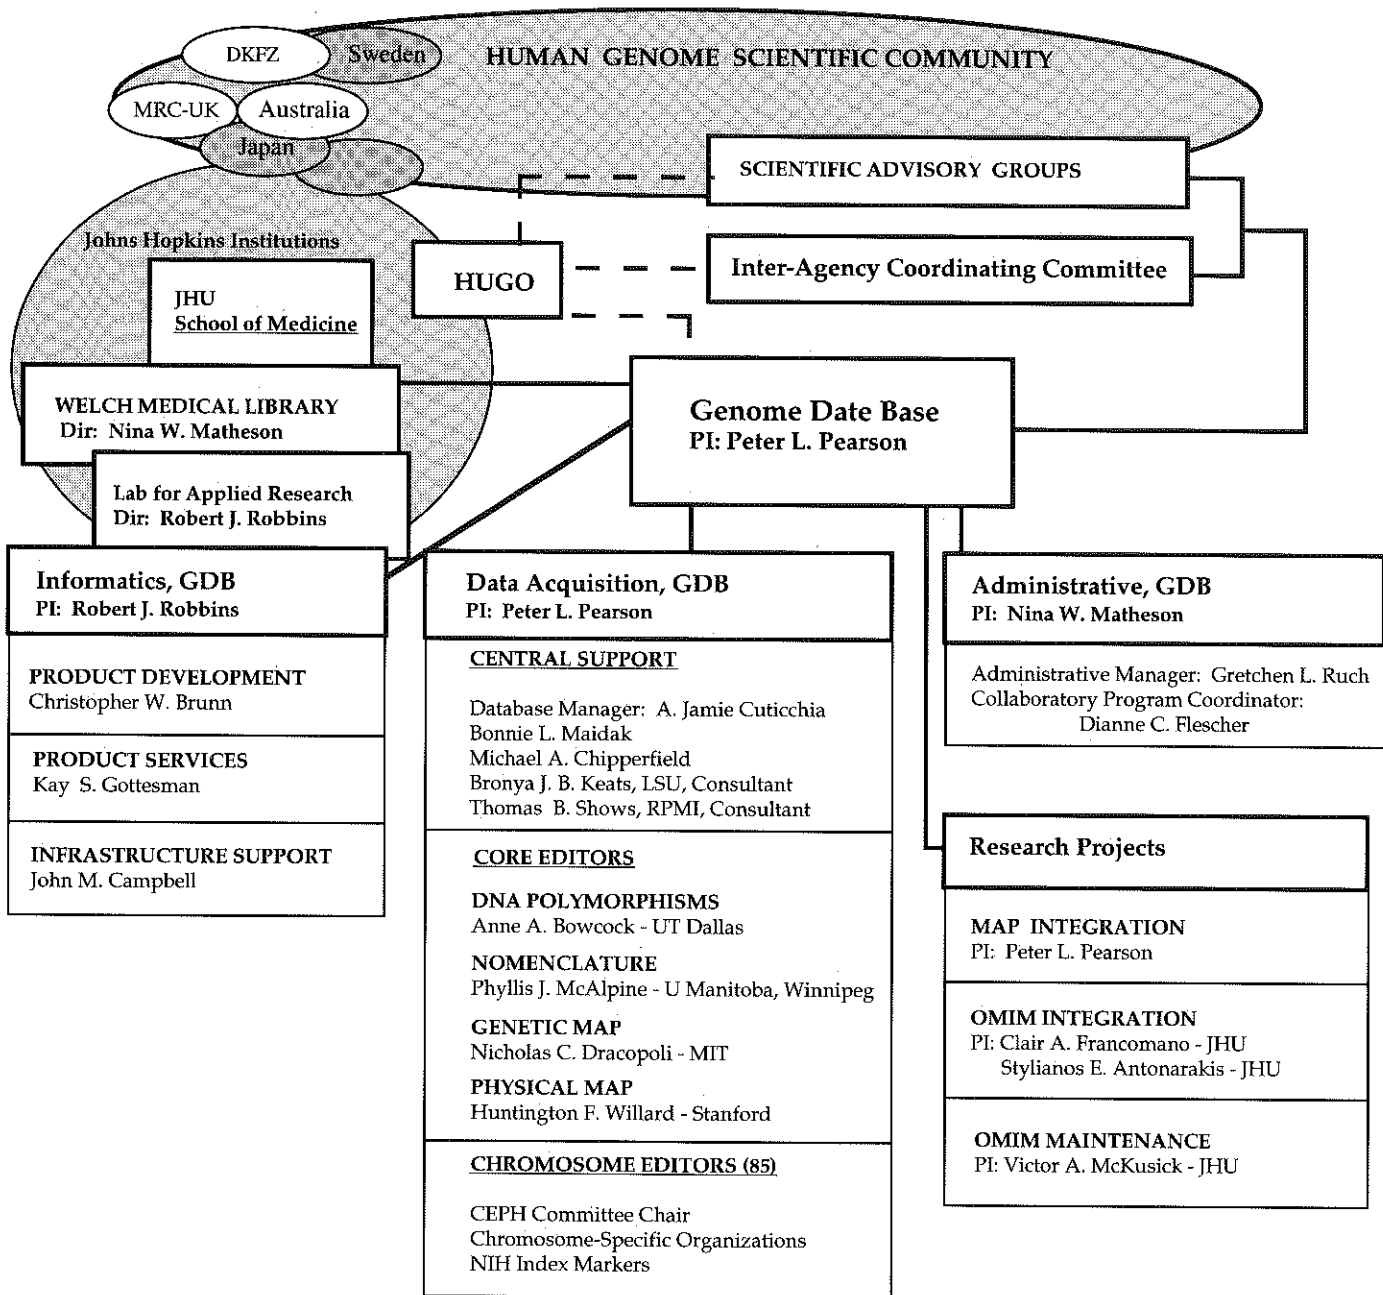 DKFZ
Sweden
HUMAN GENOME SCIENTIFIC COMMUNITY
MRC-UK
Australia
Japan
SCIENTIFIC ADVISORY GROUPS
Johns Hopkins Institutions
HUGO
Inter-Agency Coordinating Committee
JHU
School of Medicine
WELCH MEDICAL LIBRARY
Dir: Nina W. Matheson
Genome Date Base
PI: Peter L. Pearson
Lab for Applied Research
Dir: Robert J. Robbins
Informatics, GDB
PI: Robert J. Robbins
PRODUCT DEVELOPMENT
Christopher W. Brunn
PRODUCT SERVICES
Kay S. Gottesman
INFRASTRUCTURE SUPPORT
John M. Campbell
Data Acquisition, GDB
PI: Peter L. Pearson
CENTRAL SUPPORT
Database Manager: A. Jamie Cuticchia
Bonnie L. Maidak
Michael A. Chipperfield
Bronya J. B. Keats, LSU, Consultant
Thomas B. Shows, RPMI, Consultant
CORE EDITORS
DNA POLYMORPHISMS
Anne A. Bowcock - UT Dallas
NOMENCLATURE
Phyllis J. McAlpine - U Manitoba, Winnipeg
GENETIC MAP
Nicholas C. Dracopoli - MIT
PHYSICAL MAP
Huntington F. Willard - Stanford
CHROMOSOME EDITORS (85)
CEPH Committee Chair
Chromosome-Specific Organizations
NIH Index Markers
Administrative, GDB
PI: Nina W. Matheson
Administrative Manager: Gretchen L. Ruch
Collaboratory Program Coordinator:
Dianne C. Flescher
Research Projects
MAP INTEGRATION
PI: Peter L. Pearson
OMIM INTEGRATION
PI: Clair A. Francomano - JHU
Stylianos E. Antonarakis - JHU
OMIM MAINTENANCE
PI: Victor A. McKusick - JHU